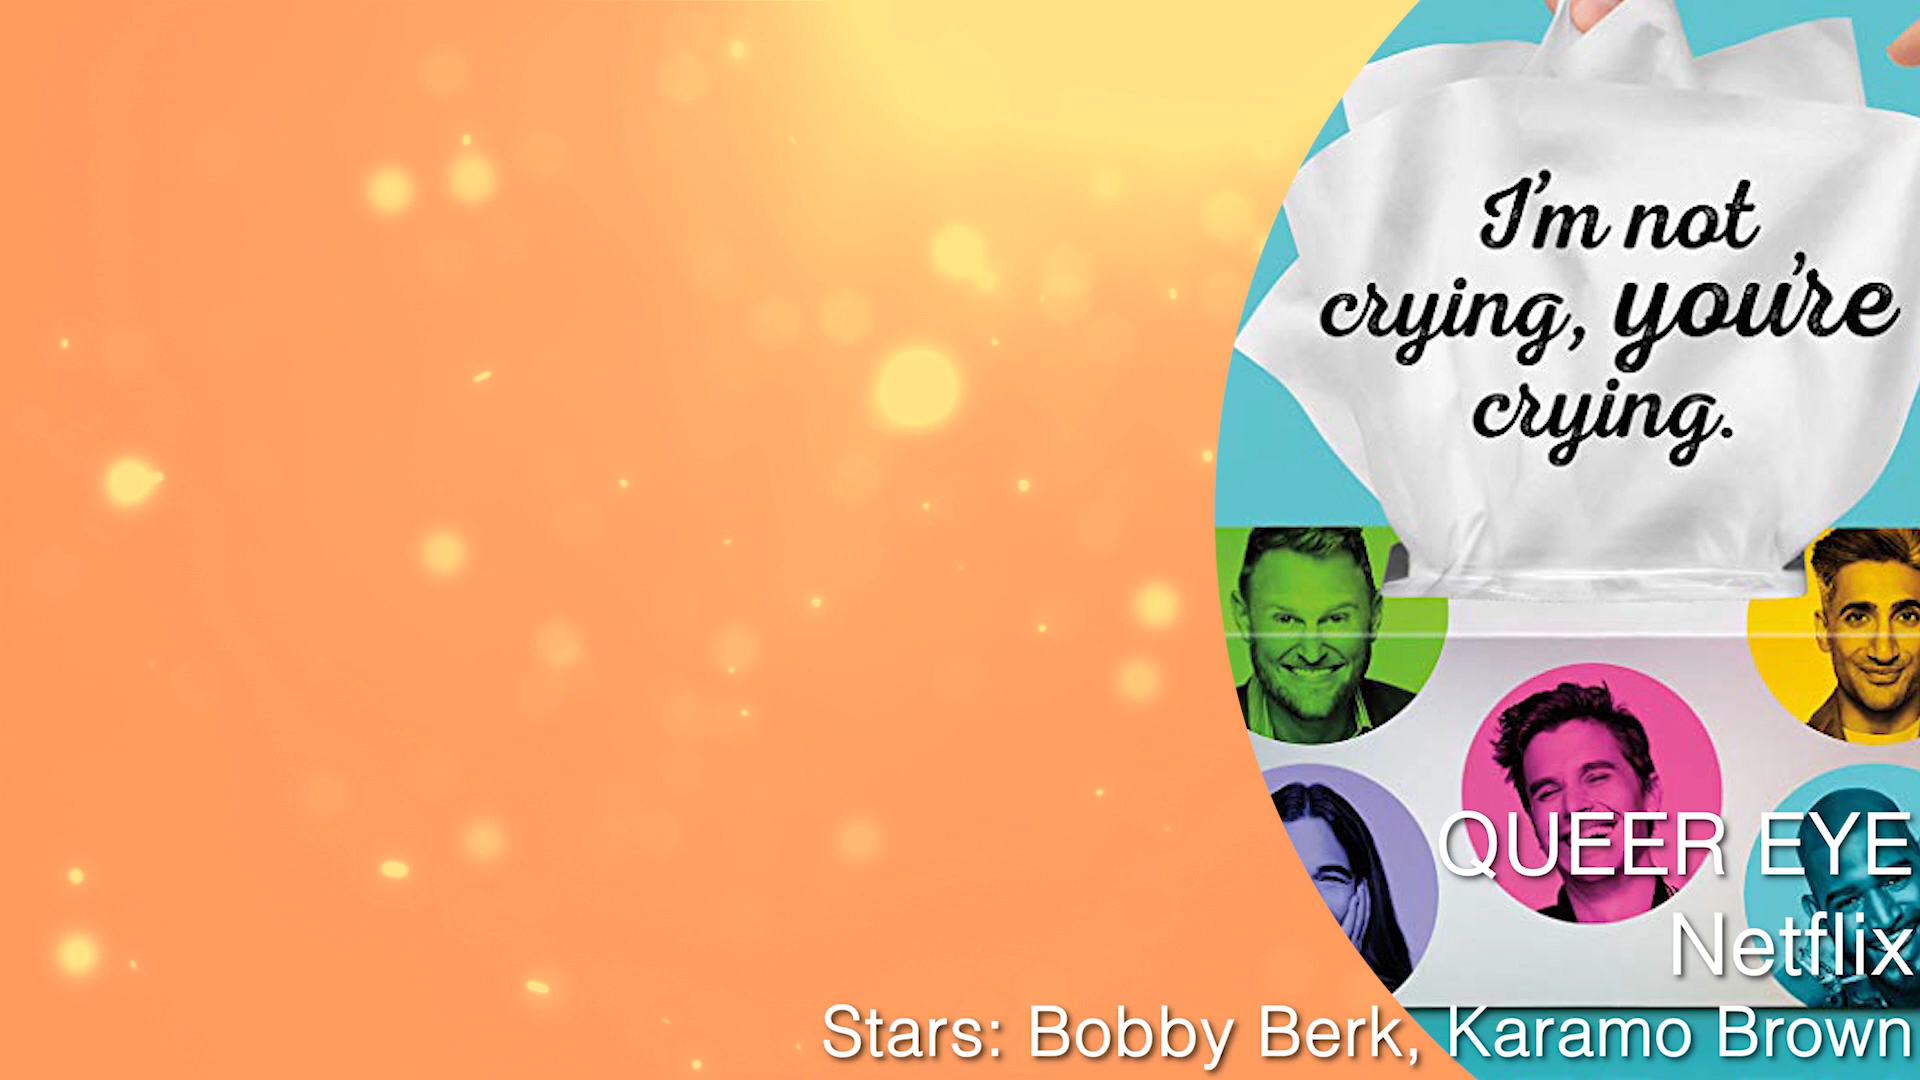 I'm not
crying, you're
crying.
QUEER EYE
Netflix
Stars: Bobby Berk, Karamo Brown